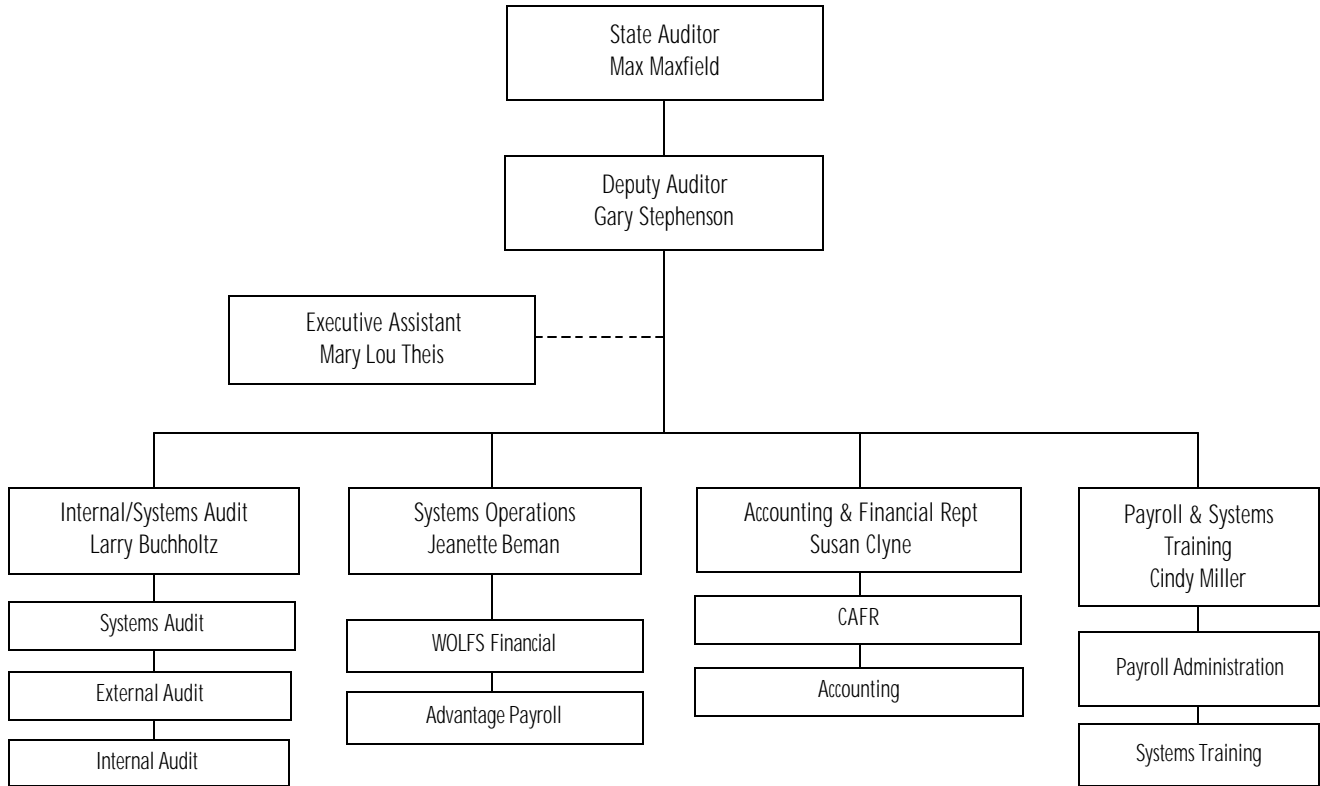 State Auditor
Max Maxfield
Deputy Auditor
Gary Stephenson
Executive Assistant
Mary Lou Theis
Internal/Systems Audit
Larry Buchholtz
Systems Audit
External Audit
Internal Audit
Systems Operations
Jeanette Beman
WOLFS Financial
Advantage Payroll
Accounting & Financial Rept
Susan Clyne
CAFR
Accounting
Payroll & Systems
Training
Cindy Miller
Payroll Administration
Systems Training